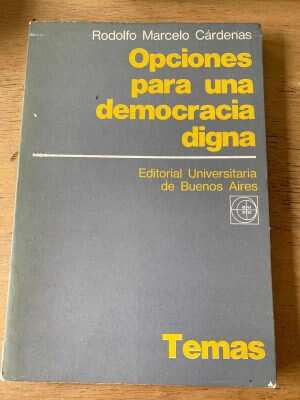 Rodolfo Marcelo Cárdenas
Opciones
para una
democracia
digna
Editorial Universitaria
de Buenos Aires
Temas